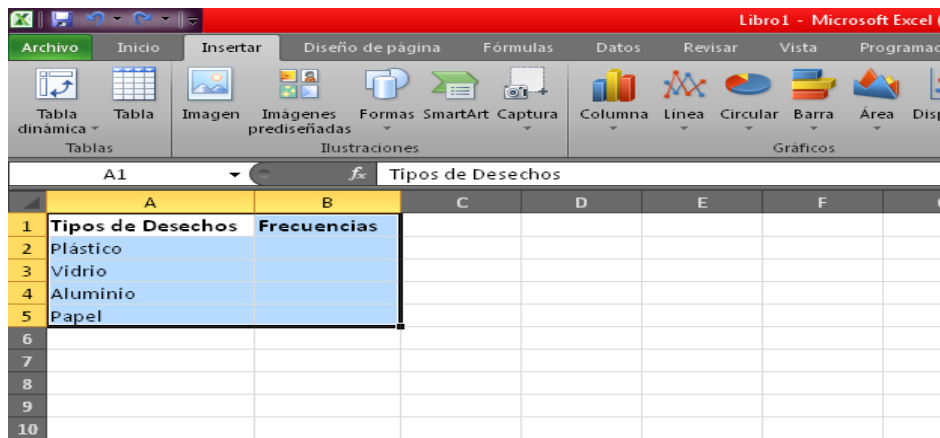 Libro1 - Microsoft Excel (
Archivo Inicio Insertar Diseño de página Fórmulas Datos Revisar Vista Programac
Tabla dinámica Tabla Imagen Imágenes prediseñadas Formas SmartArt Captura Columna Línea Circular Barra Área Disp
Tablas Ilustraciones Gráficos
A1 fx Tipos de Desechos
A B C D E F
1 Tipos de Desechos Frecuencias
2 Plástico
3 Vidrio
4 Aluminio
5 Papel
6
7
8
9
10